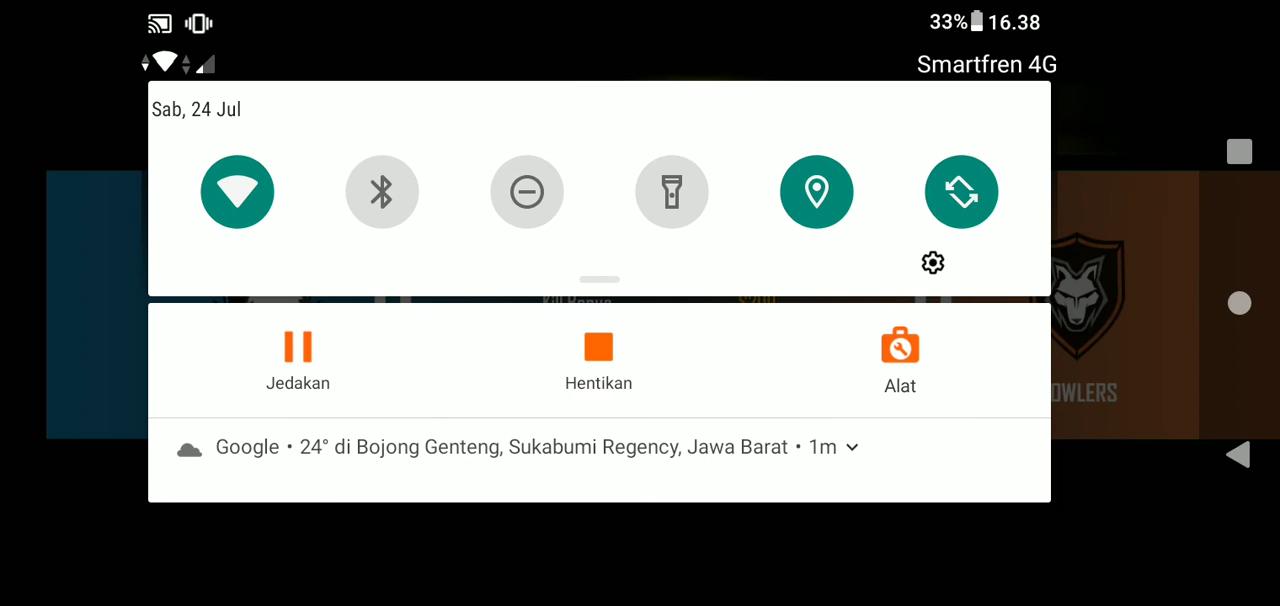 33% 16.38
Smartfren 4G
Sab, 24 Jul
Jedakan
Hentikan
Alat
OWLERS
Google • 24° di Bojong Genteng, Sukabumi Regency, Jawa Barat • 1m